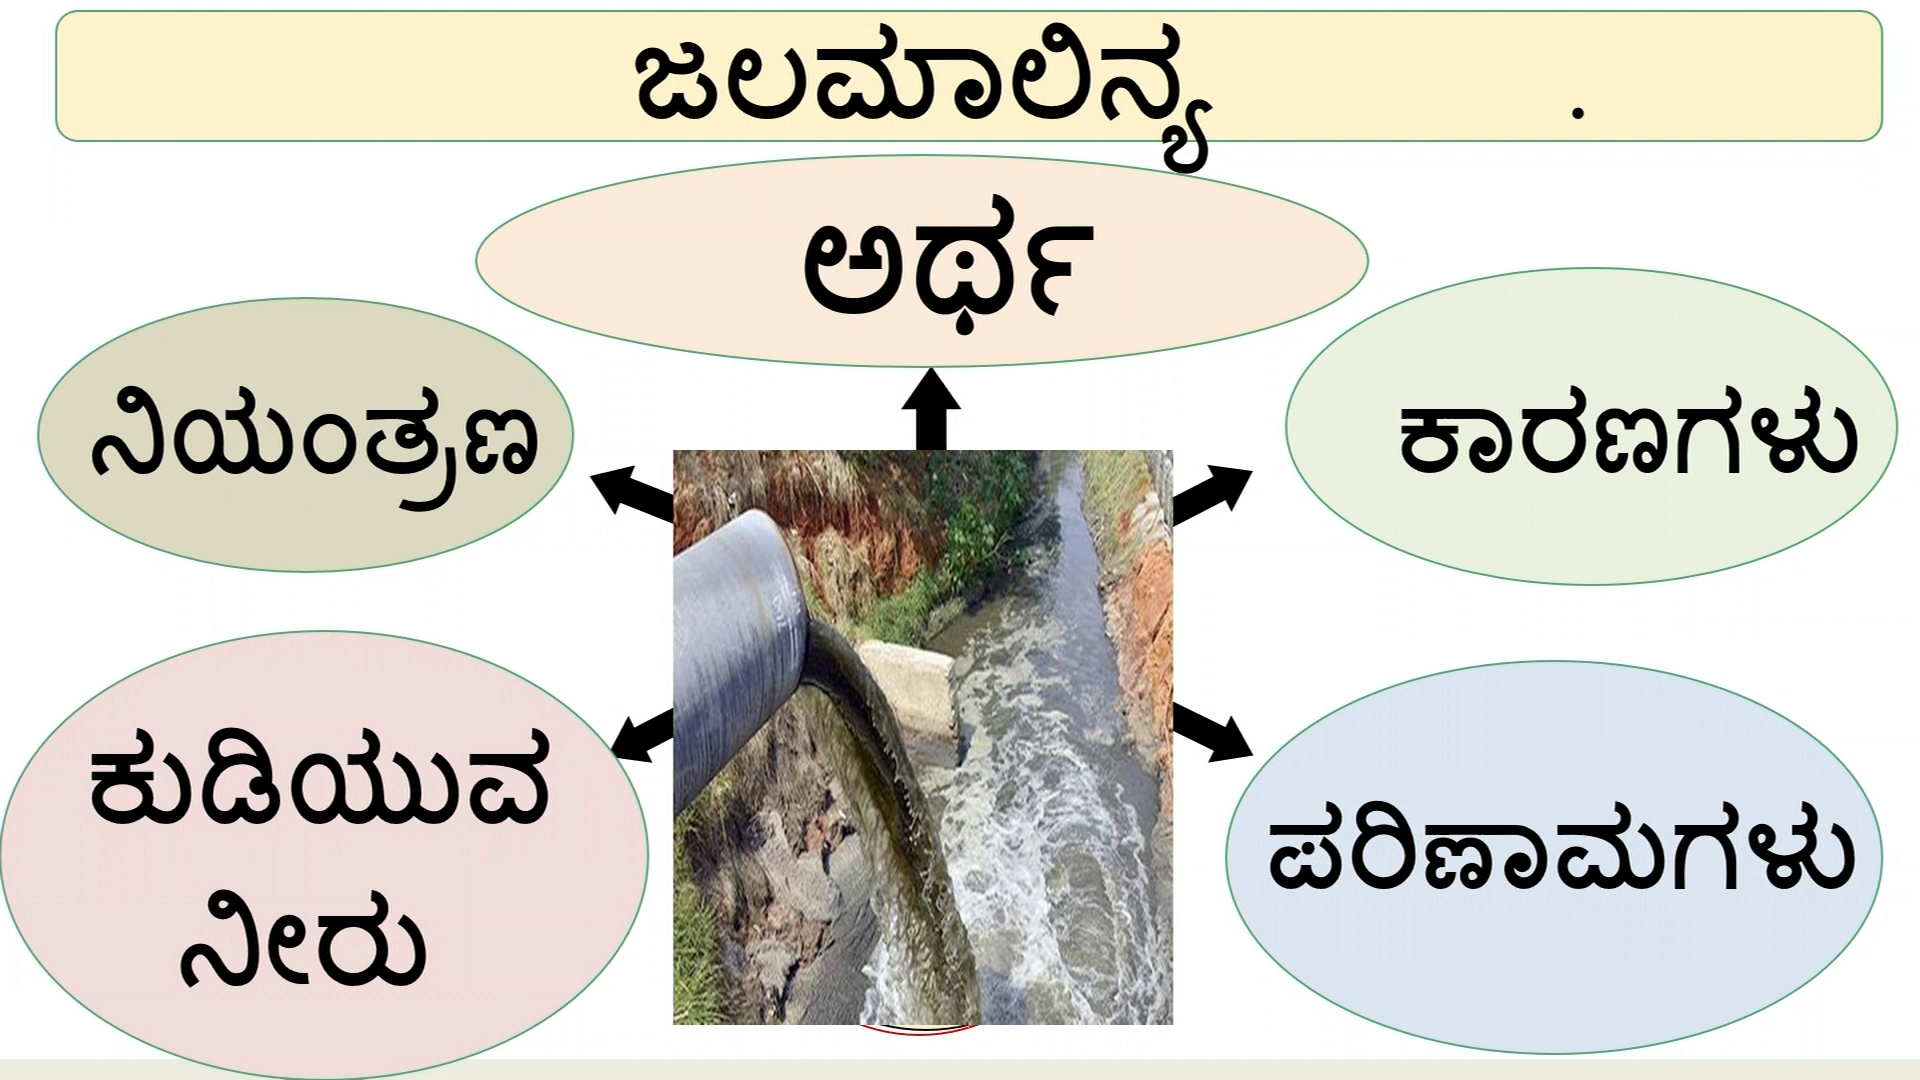 ಜಲಮಾಲಿನ್ಯ .
ಅರ್ಥ
ನಿಯಂತ್ರಣ
ಕಾರಣಗಳು
ಕುಡಿಯುವ
ನೀರು
ಪರಿಣಾಮಗಳು